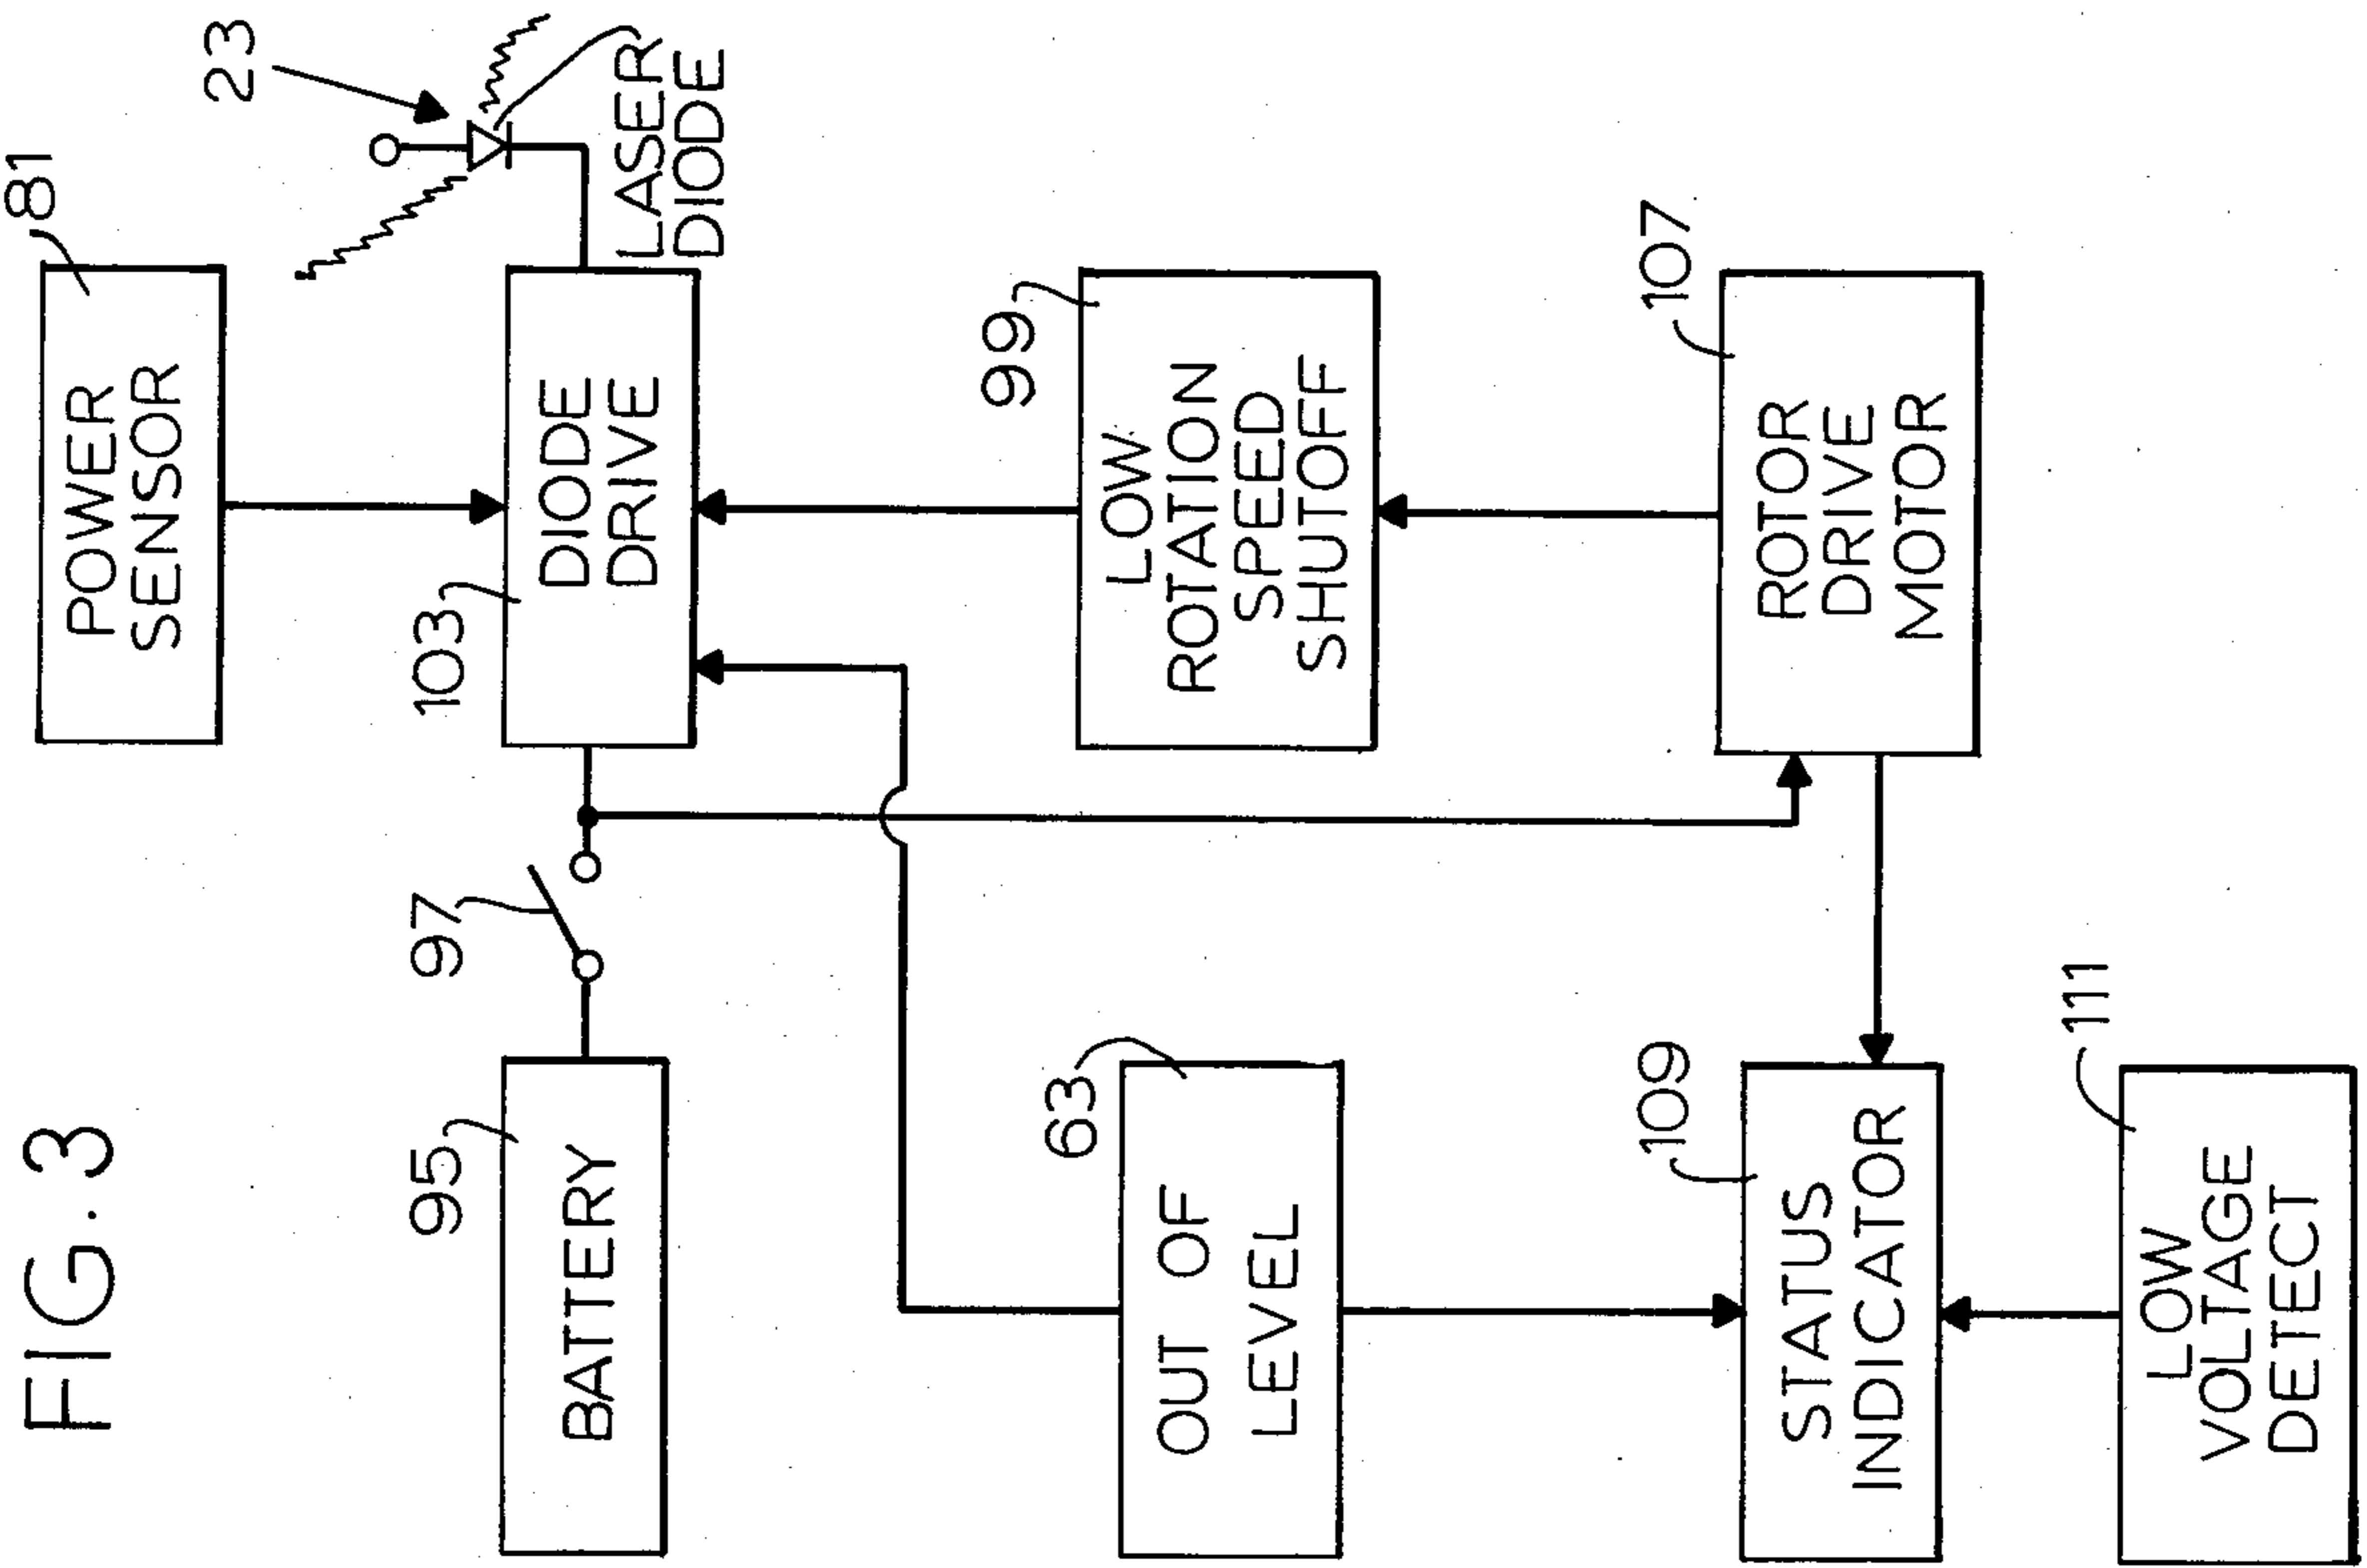 FIG. 3
POWER
SENSOR
81
23
LASER
DIODE
BATTERY
95
97
103
DIODE
DRIVE
OUT OF
LEVEL
63
LOW
ROTATION
SPEED
SHUTOFF
99
STATUS
INDICATOR
109
ROTOR
DRIVE
MOTOR
107
LOW
VOLTAGE
DETECT
111